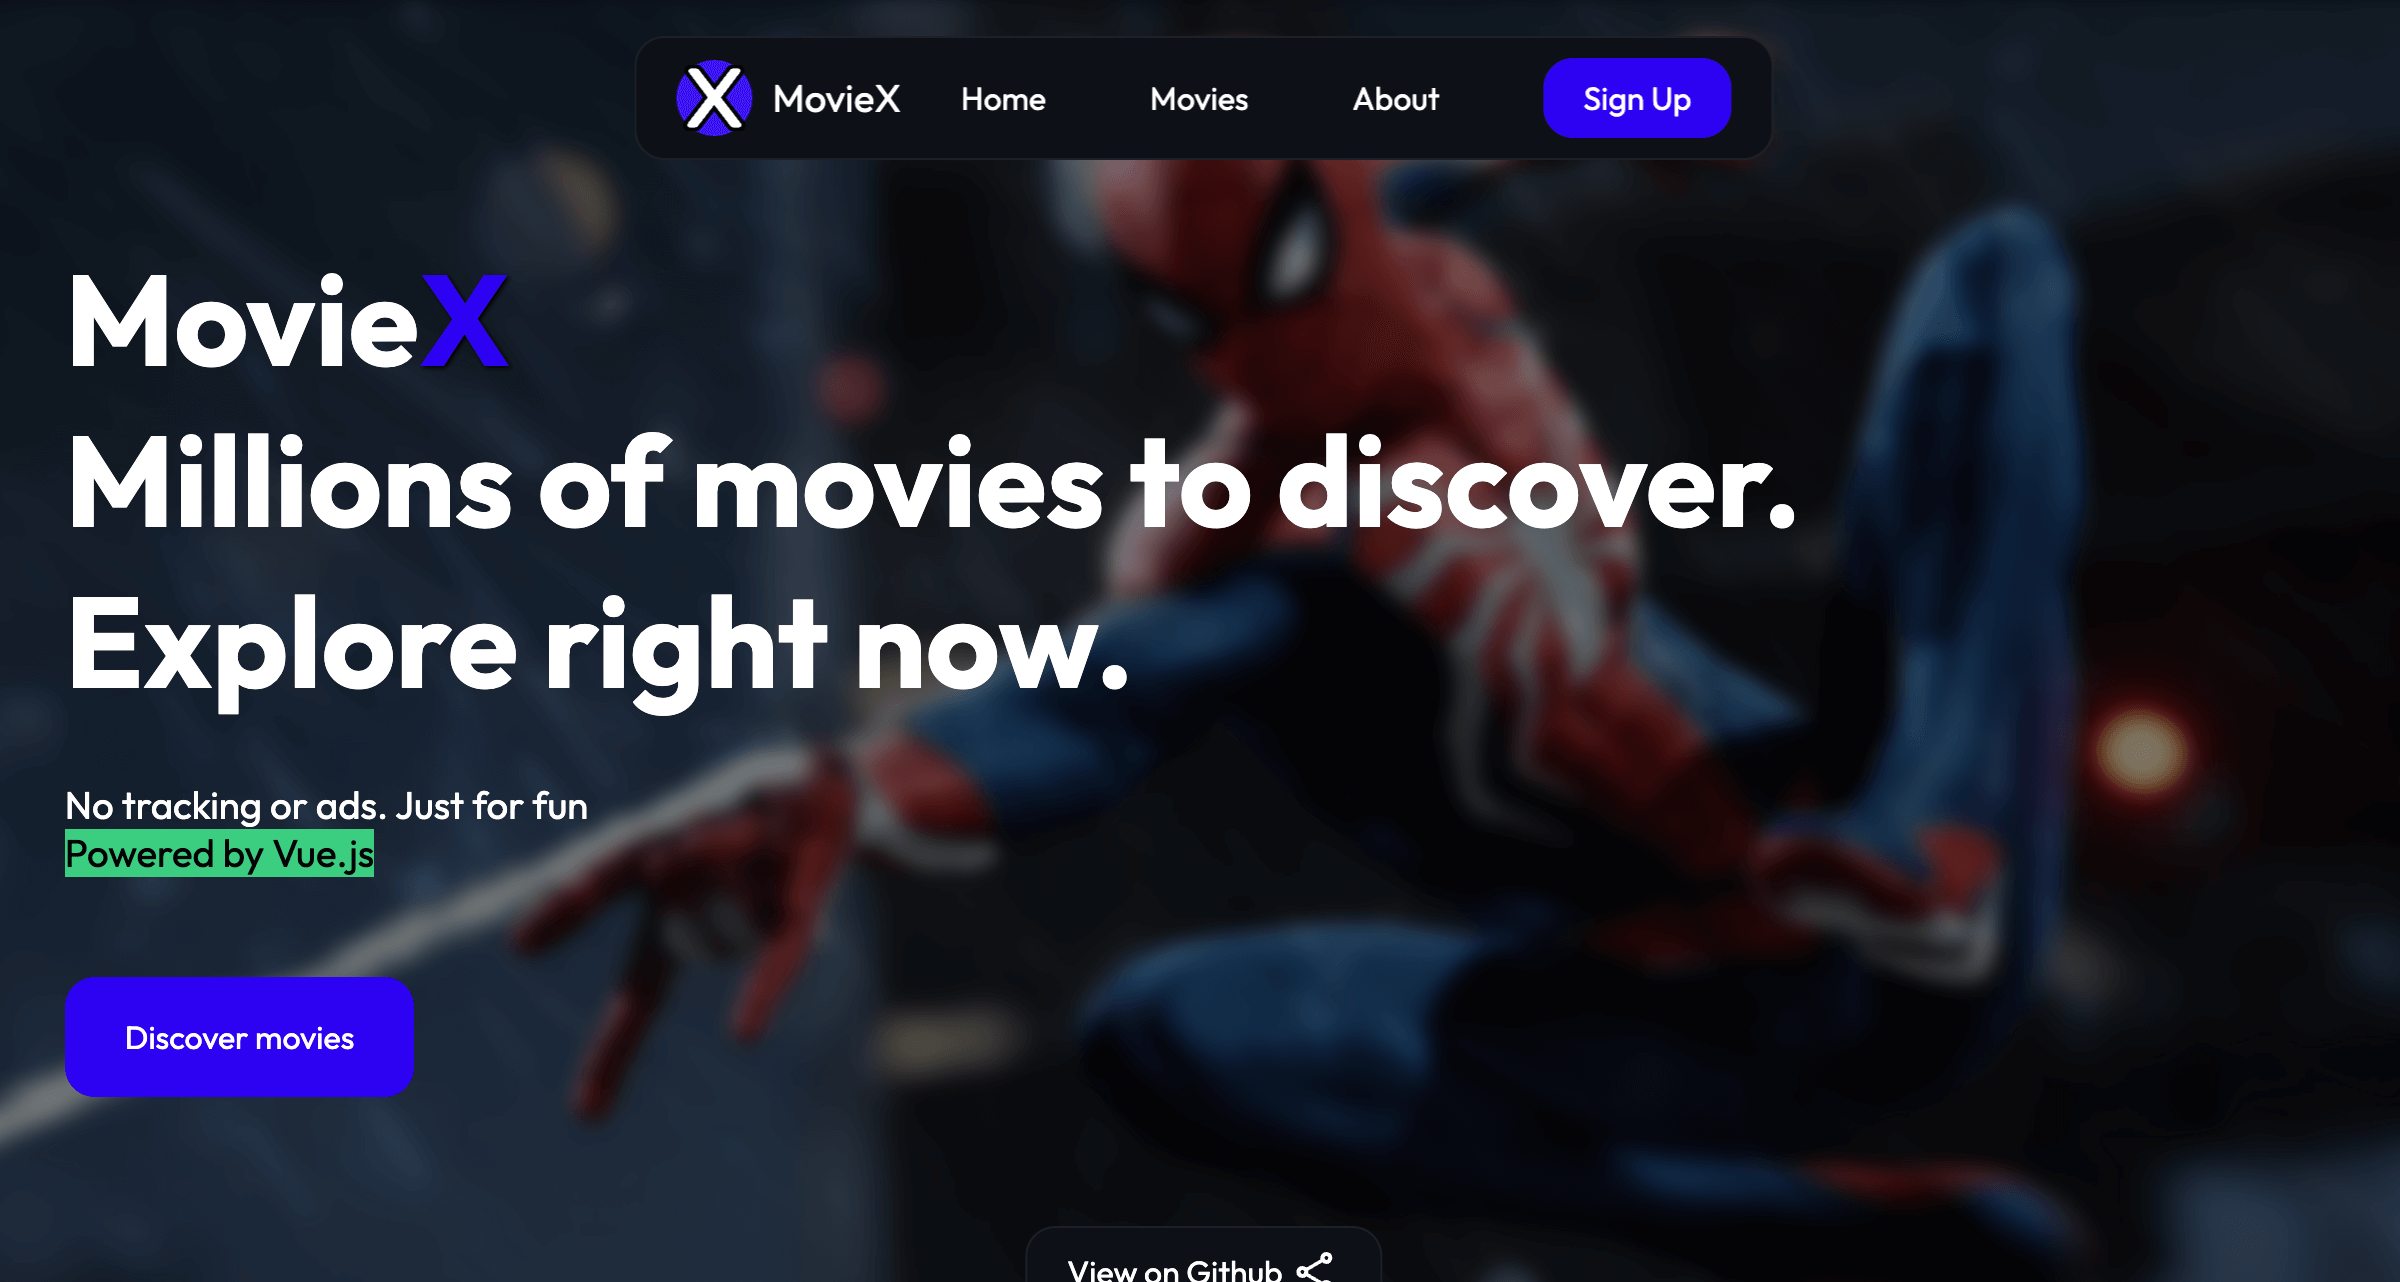 MovieX Home Movies About Sign Up
MovieX
Millions of movies to discover.
Explore right now.
No tracking or ads. Just for fun
Powered by Vue.js
Discover movies
View on Github